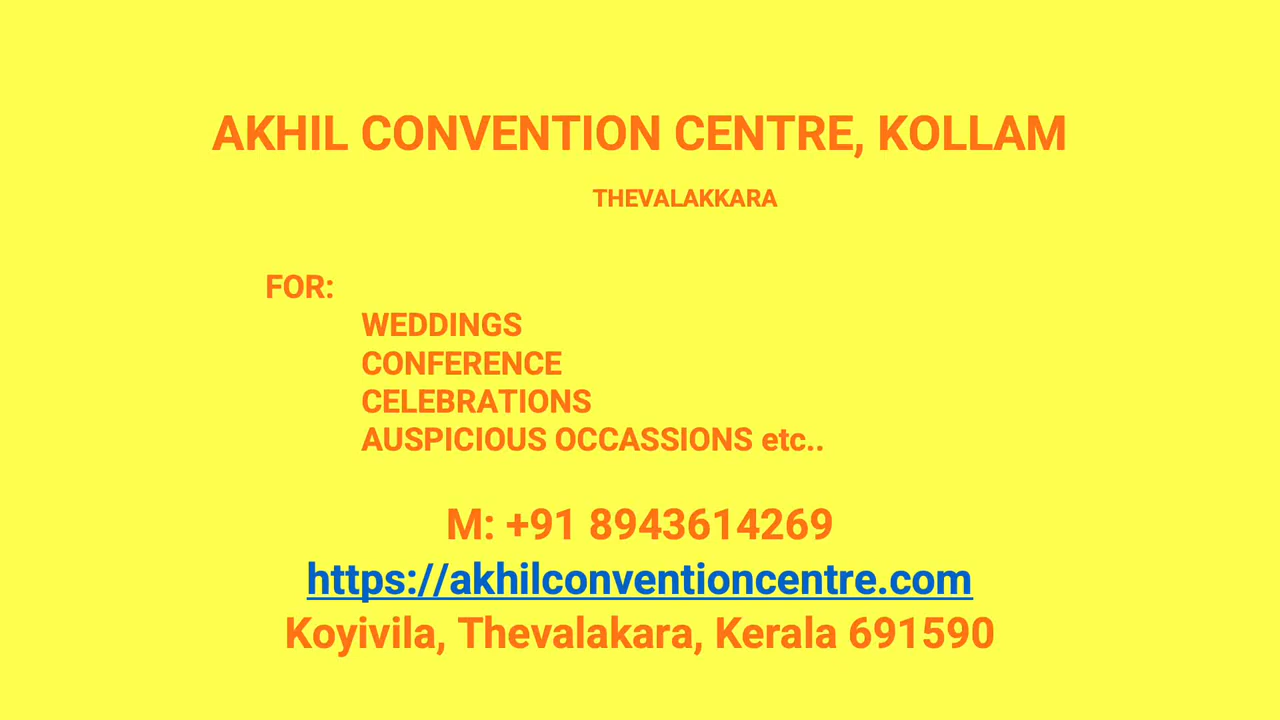 AKHIL CONVENTION CENTRE, KOLLAM
THEVALAKKARA
FOR:
WEDDINGS
CONFERENCE
CELEBRATIONS
AUSPICIOUS OCCASSIONS etc..
M: +91 8943614269
https://akhilconventioncentre.com
Koyivila, Thevalakara, Kerala 691590